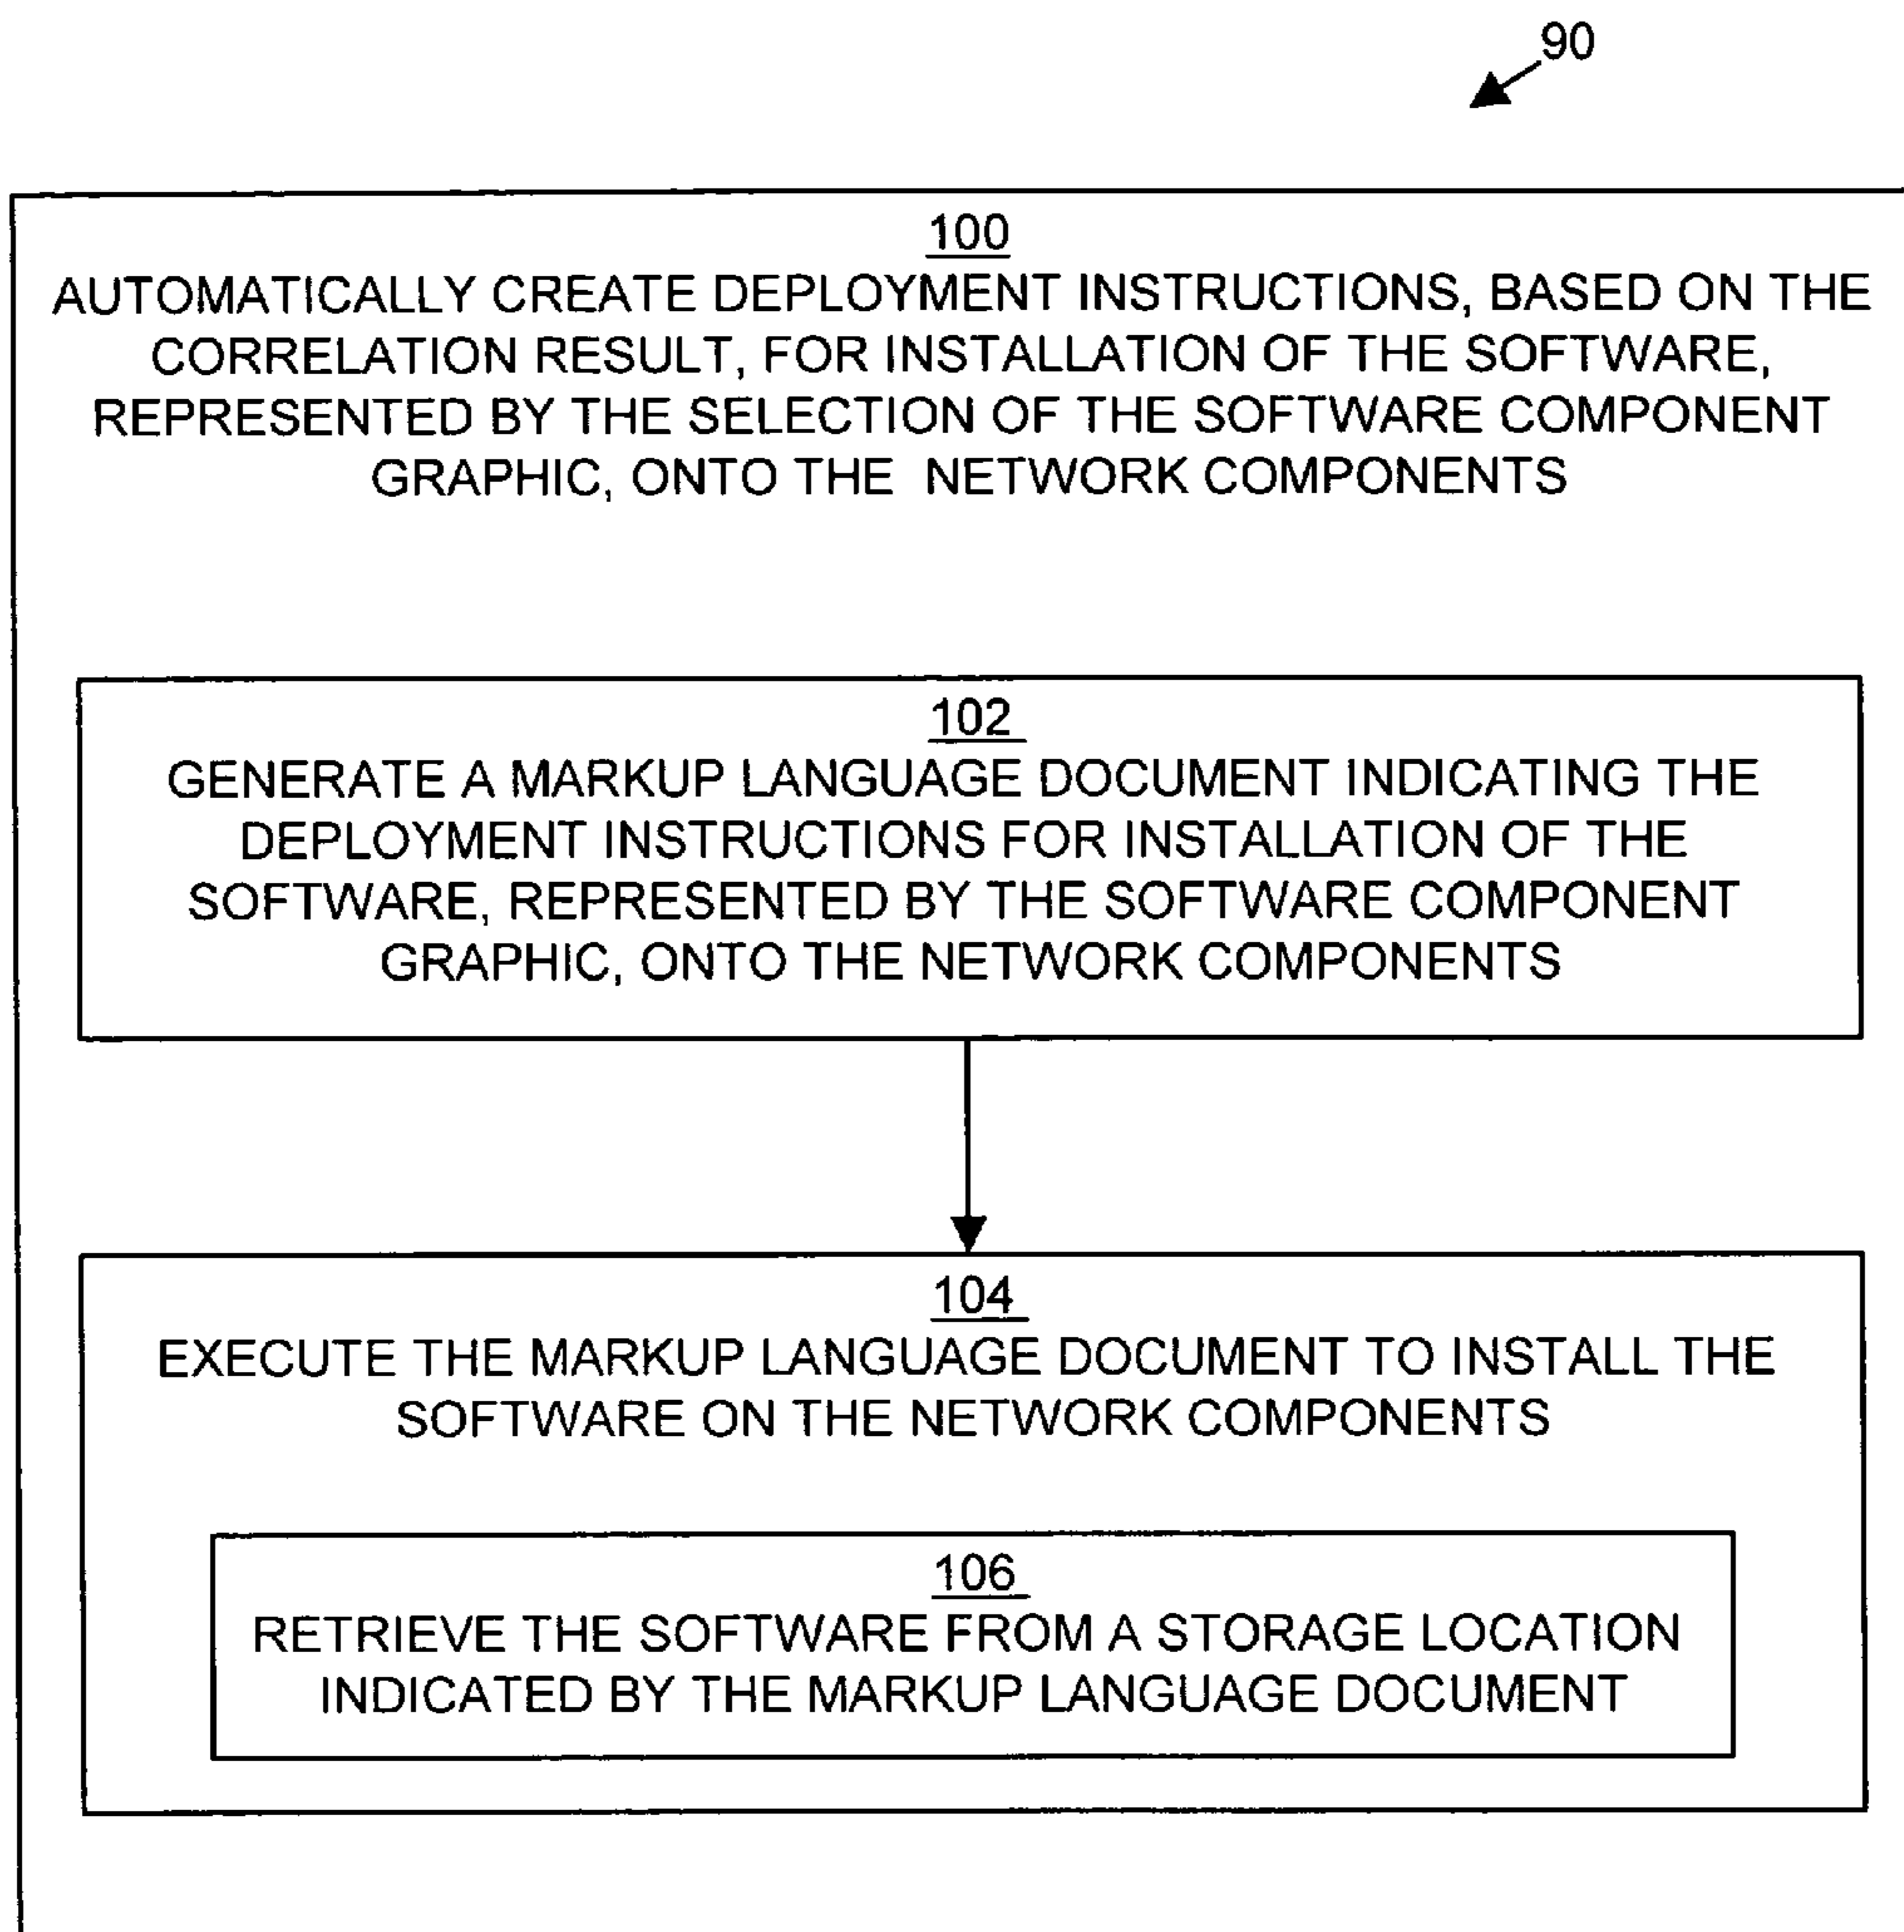 90
100
AUTOMATICALLY CREATE DEPLOYMENT INSTRUCTIONS, BASED ON THE
CORRELATION RESULT, FOR INSTALLATION OF THE SOFTWARE,
REPRESENTED BY THE SELECTION OF THE SOFTWARE COMPONENT
GRAPHIC, ONTO THE NETWORK COMPONENTS
102
GENERATE A MARKUP LANGUAGE DOCUMENT INDICATING THE
DEPLOYMENT INSTRUCTIONS FOR INSTALLATION OF THE
SOFTWARE, REPRESENTED BY THE SOFTWARE COMPONENT
GRAPHIC, ONTO THE NETWORK COMPONENTS
104
EXECUTE THE MARKUP LANGUAGE DOCUMENT TO INSTALL THE
SOFTWARE ON THE NETWORK COMPONENTS
106
RETRIEVE THE SOFTWARE FROM A STORAGE LOCATION
INDICATED BY THE MARKUP LANGUAGE DOCUMENT